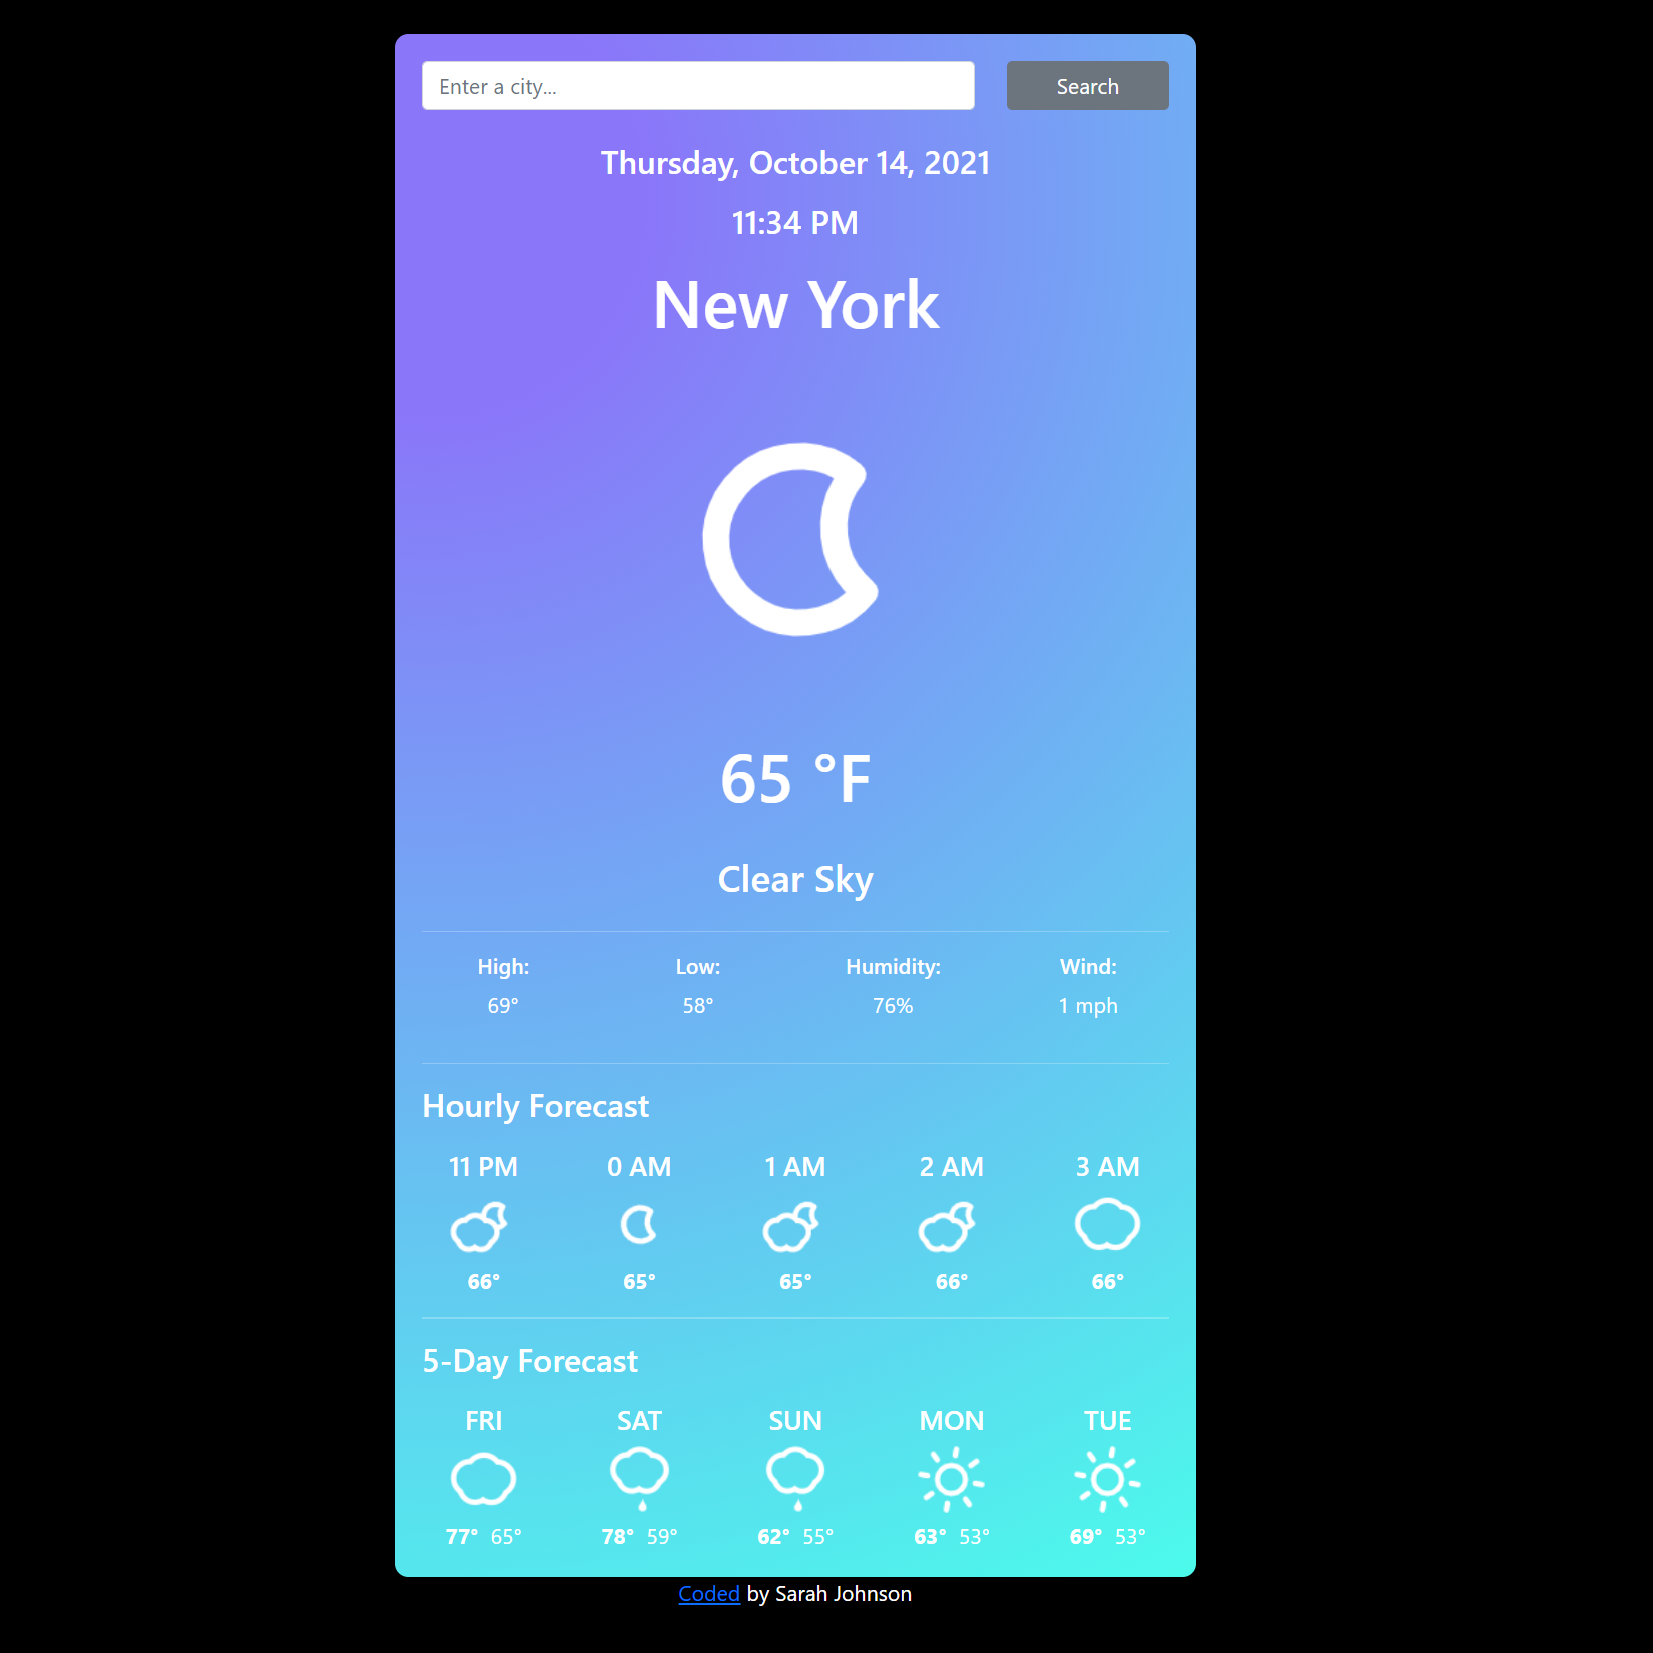 Enter a city... Search
Thursday, October 14, 2021
11:34 PM
New York
65 °F
Clear Sky
High: Low: Humidity: Wind:
69° 58° 76% 1 mph
Hourly Forecast
11 PM 0 AM 1 AM 2 AM 3 AM
66° 65° 65° 66° 66°
5-Day Forecast
FRI SAT SUN MON TUE
77° 65° 78° 59° 62° 55° 63° 53° 69° 53°
Coded by Sarah Johnson